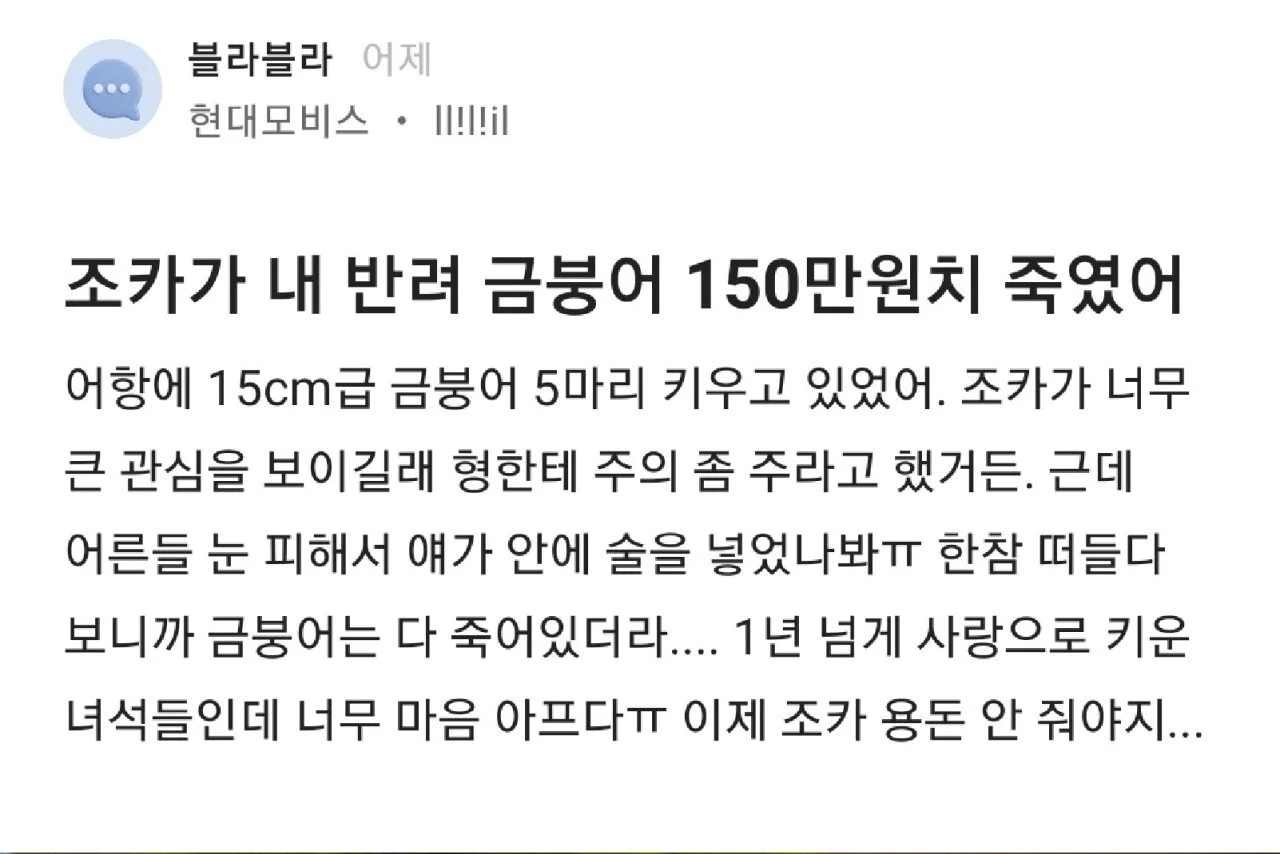 블라블라 어제
현대모비스 · ll!l!il
조카가 내 반려 금붕어 150만원치 죽였어
어항에 15cm급 금붕어 5마리 키우고 있었어. 조카가 너무
큰 관심을 보이길래 형한테 주의 좀 주라고 했거든. 근데
어른들 눈 피해서 얘가 안에 술을 넣었나봐ㅠ 한참 떠들다
보니까 금붕어는 다 죽어있더라.... 1년 넘게 사랑으로 키운
녀석들인데 너무 마음 아프다ㅠ 이제 조카 용돈 안 줘야지...